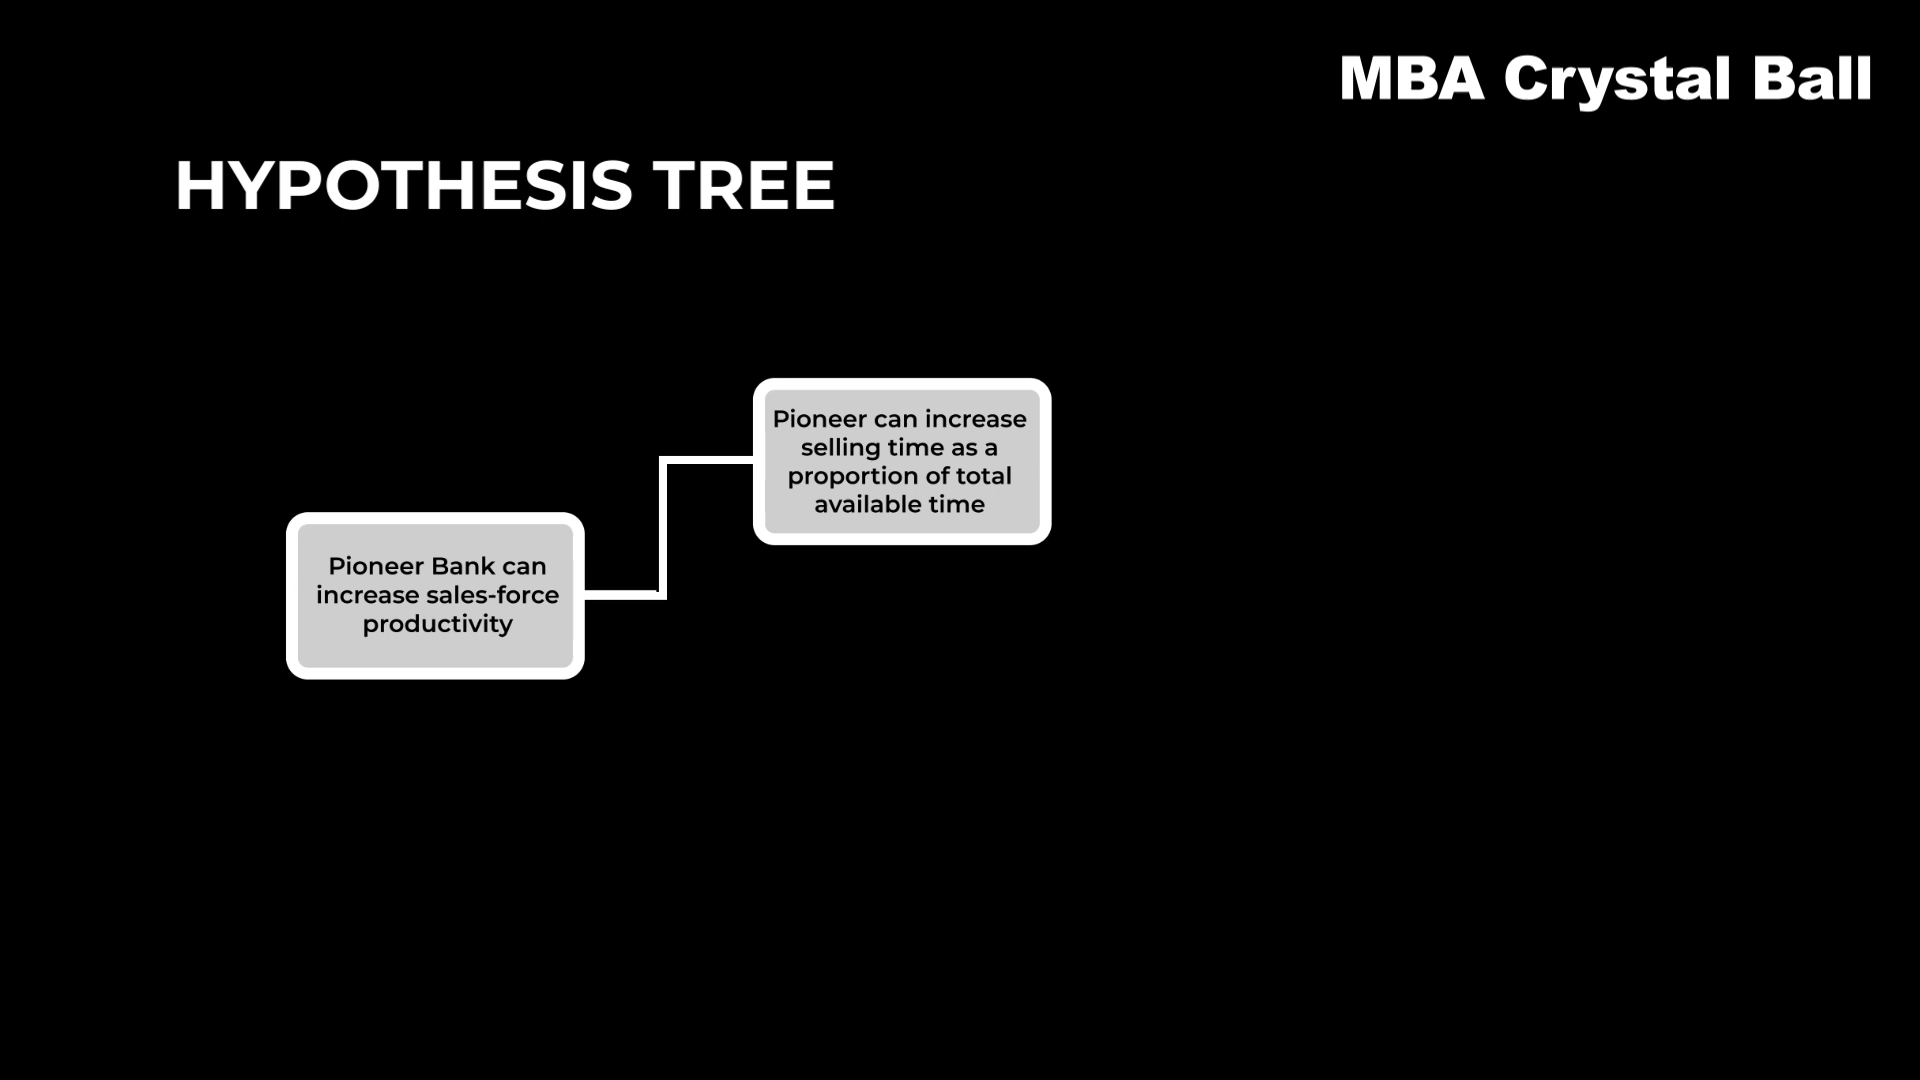 MBA Crystal Ball
HYPOTHESIS TREE
Pioneer can increase
selling time as a
proportion of total
available time
Pioneer Bank can
increase sales-force
productivity